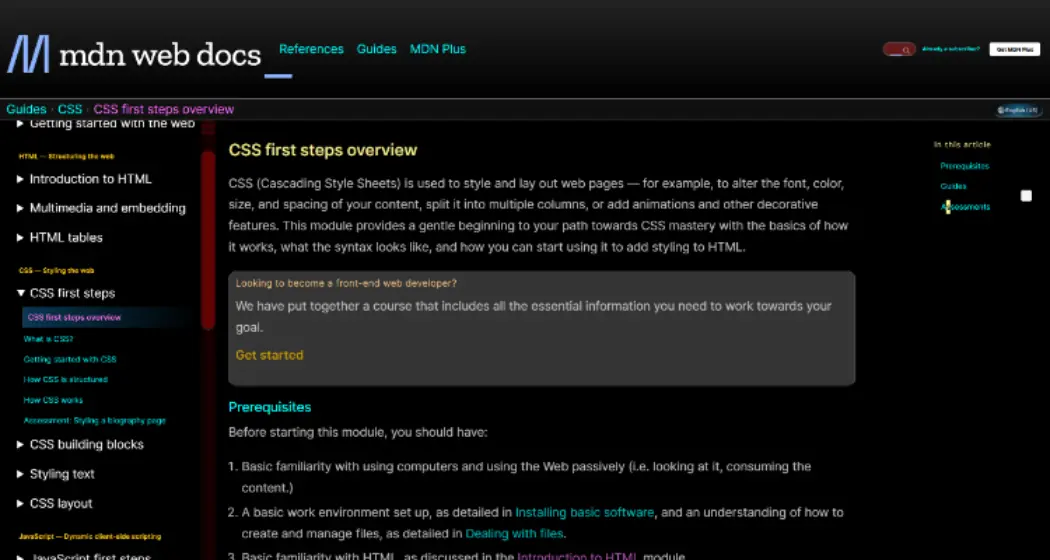 mdn web docs
References Guides MDN Plus
Already a subscriber?
Get MDN Plus
Guides · CSS · CSS first steps overview
English (US)
Getting started with the web
HTML — Structuring the web
Introduction to HTML
Multimedia and embedding
HTML tables
CSS — Styling the web
CSS first steps
CSS first steps overview
What is CSS?
Getting started with CSS
How CSS is structured
How CSS works
Assessment: Styling a biography page
CSS building blocks
Styling text
CSS layout
JavaScript — Dynamic client-side scripting
JavaScript first steps
CSS first steps overview
CSS (Cascading Style Sheets) is used to style and lay out web pages — for example, to alter the font, color,
size, and spacing of your content, split it into multiple columns, or add animations and other decorative
features. This module provides a gentle beginning to your path towards CSS mastery with the basics of how
it works, what the syntax looks like, and how you can start using it to add styling to HTML.
Looking to become a front-end web developer?
We have put together a course that includes all the essential information you need to work towards your
goal.
Get started
Prerequisites
Before starting this module, you should have:
1. Basic familiarity with using computers and using the Web passively (i.e. looking at it, consuming the
content.)
2. A basic work environment set up, as detailed in Installing basic software, and an understanding of how to
create and manage files, as detailed in Dealing with files.
3. Basic familiarity with HTML, as discussed in the Introduction to HTML module.
In this article
Prerequisites
Guides
Assessments